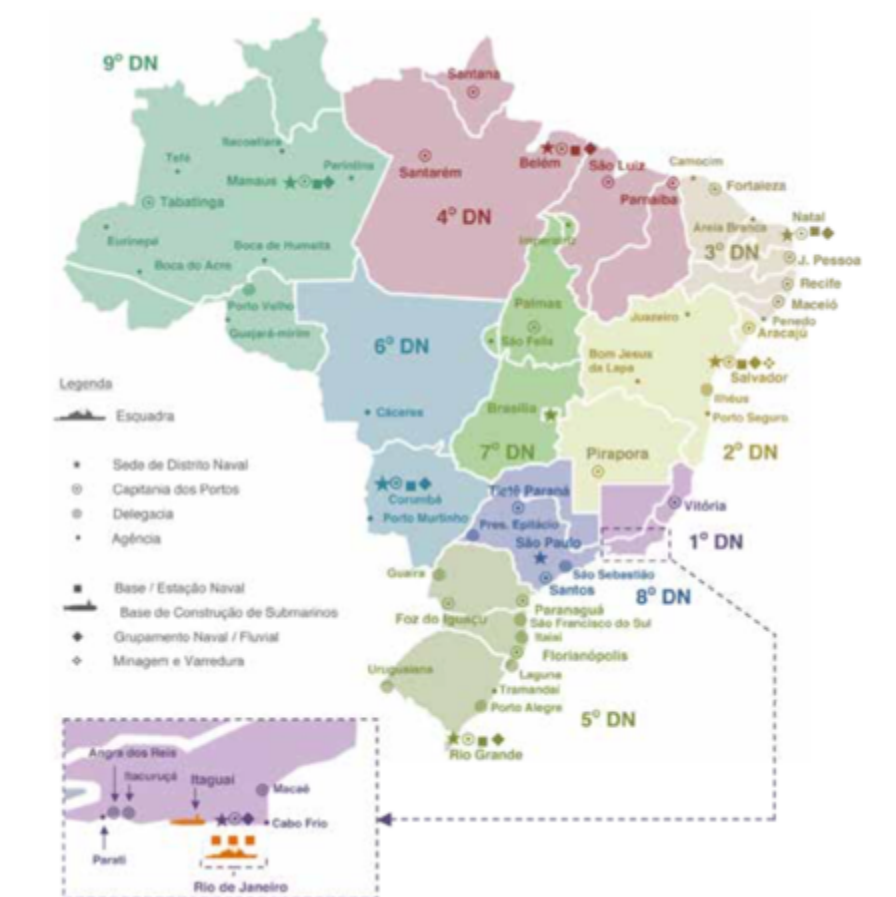 9º DN
Santana
Itacoatiara
Parintins
Tefé
Manaus
Tabatinga
Eurinepé
Boca do Acre
Boca de Humaita
Porto Velho
Guajará-mirim
Santarém
4º DN
Belém
São Luiz
Parnaíba
Imperatriz
Camocim
Fortaleza
Areia Branca
Natal
3º DN
J. Pessoa
Recife
Maceió
Penedo
Aracajú
Juazeiro
Bom Jesus
da Lapa
Salvador
Ilhéus
Porto Seguro
2º DN
Pirapora
Palmas
São Felix
Brasília
7º DN
6º DN
Cáceres
Corumbá
Porto Murtinho
Tietê Paraná
Pres. Epitácio
São Paulo
São Sebastião
Santos
8º DN
Vitória
1º DN
Guaira
Foz do Iguaçu
Paranaguá
São Francisco do Sul
Itajaí
Florianópolis
Laguna
Tramandaí
Porto Alegre
Uruguaiana
Rio Grande
5º DN
Legenda
Esquadra
Sede de Distrito Naval
Capitania dos Portos
Delegacia
Agência
Base / Estação Naval
Base de Construção de Submarinos
Grupamento Naval / Fluvial
Minagem e Varredura
Angra dos Reis
Itacuruçá
Itaguaí
Macaé
Cabo Frio
Parati
Rio de Janeiro